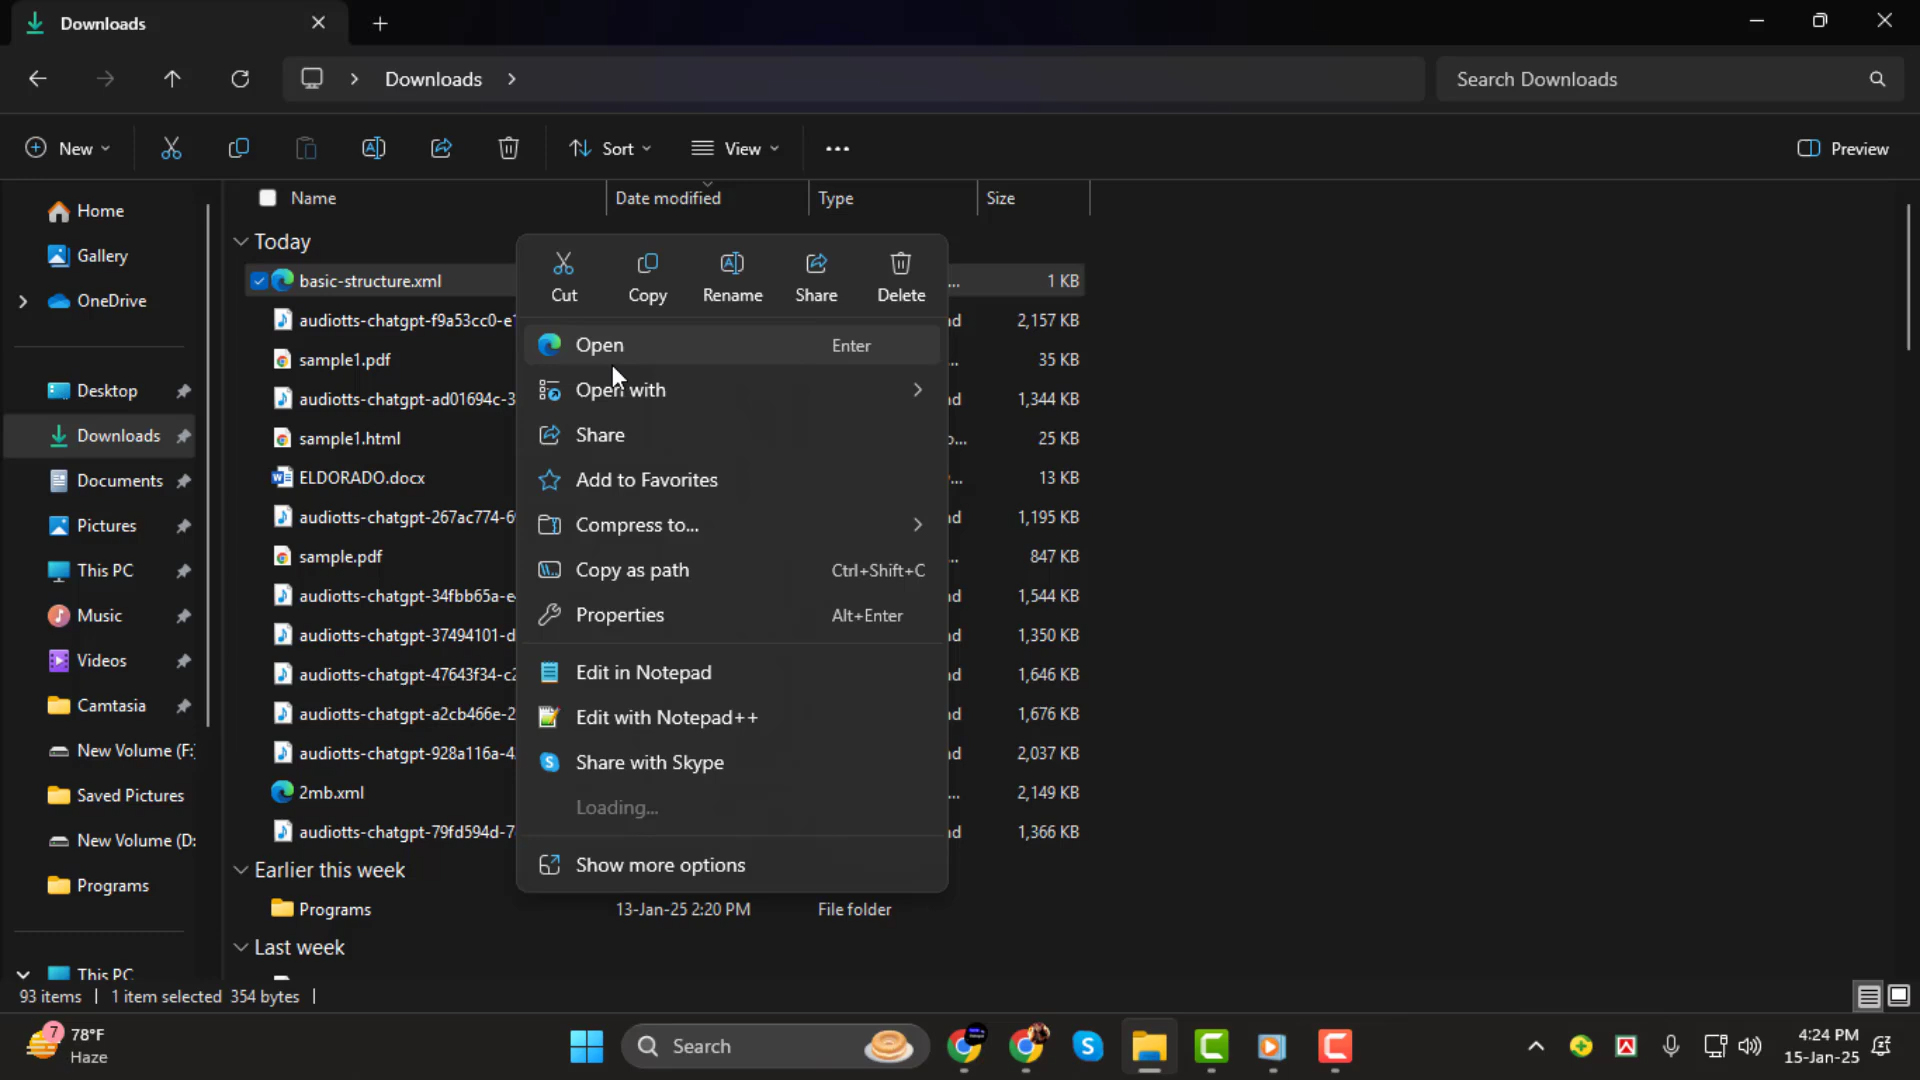 Downloads
Downloads
Search Downloads
New
Sort
View
Preview
Home
Gallery
OneDrive
Desktop
Downloads
Documents
Pictures
This PC
Music
Videos
Camtasia
New Volume (F:
Saved Pictures
New Volume (D:
Programs
This PC
Name Date modified Type Size
Today
basic-structure.xml ... 1 KB
audiotts-chatgpt-f9a53cc0-e 2,157 KB
sample1.pdf ... 35 KB
audiotts-chatgpt-ad01694c-3 1,344 KB
sample1.html ... 25 KB
ELDORADO.docx ... 13 KB
audiotts-chatgpt-267ac774-6 1,195 KB
sample.pdf ... 847 KB
audiotts-chatgpt-34fbb65a-e 1,544 KB
audiotts-chatgpt-37494101-d 1,350 KB
audiotts-chatgpt-47643f34-c2 1,646 KB
audiotts-chatgpt-a2cb466e-2 1,676 KB
audiotts-chatgpt-928a116a-4 2,037 KB
2mb.xml ... 2,149 KB
audiotts-chatgpt-79fd594d-7 1,366 KB
Earlier this week
Programs 13-Jan-25 2:20 PM File folder
Last week
Cut Copy Rename Share Delete
Open Enter
Open with
Share
Add to Favorites
Compress to...
Copy as path Ctrl+Shift+C
Properties Alt+Enter
Edit in Notepad
Edit with Notepad++
Share with Skype
Loading...
Show more options
93 items 1 item selected 354 bytes
7
78°F
Haze
Search
4:24 PM
15-Jan-25